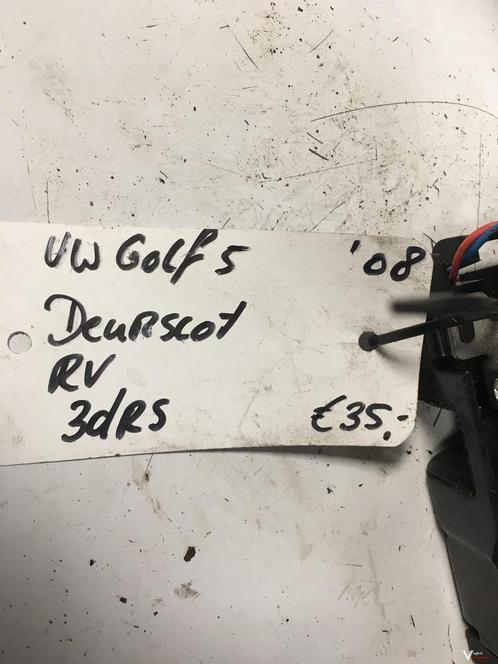 VW Golf 5 '08
Deurslot
RV
3dRS
€35,-